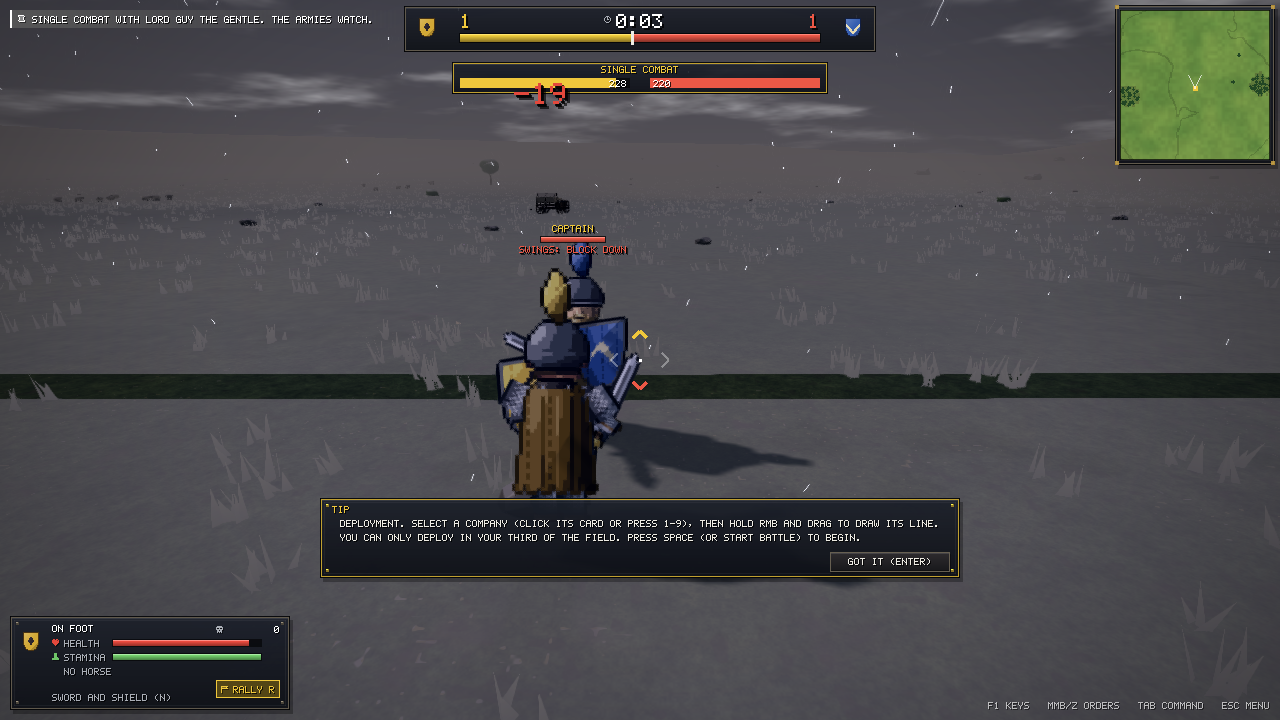 SINGLE COMBAT WITH LORD GUY THE GENTLE. THE ARMIES WATCH.
1 0:03 1
SINGLE COMBAT
228 220
-19
CAPTAIN
SWINGS: BLOCK DOWN
TIP
DEPLOYMENT. SELECT A COMPANY (CLICK ITS CARD OR PRESS 1-9), THEN HOLD RMB AND DRAG TO DRAW ITS LINE.
YOU CAN ONLY DEPLOY IN YOUR THIRD OF THE FIELD. PRESS SPACE (OR START BATTLE) TO BEGIN.
GOT IT (ENTER)
ON FOOT 0
HEALTH
STAMINA
NO HORSE
RALLY R
SWORD AND SHIELD (N)
F1 KEYS MMB/Z ORDERS TAB COMMAND ESC MENU